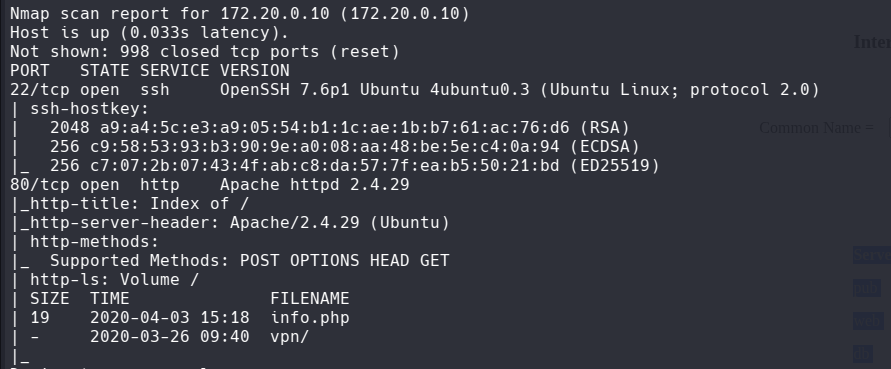 Nmap scan report for 172.20.0.10 (172.20.0.10)
Host is up (0.033s latency).
Not shown: 998 closed tcp ports (reset)
PORT   STATE SERVICE VERSION
22/tcp open  ssh     OpenSSH 7.6p1 Ubuntu 4ubuntu0.3 (Ubuntu Linux; protocol 2.0)
| ssh-hostkey:
|   2048 a9:a4:5c:e3:a9:05:54:b1:1c:ae:1b:b7:61:ac:76:d6 (RSA)
|   256 c9:58:53:93:b3:90:9e:a0:08:aa:48:be:5e:c4:0a:94 (ECDSA)
|_  256 c7:07:2b:07:43:4f:ab:c8:da:57:7f:ea:b5:50:21:bd (ED25519)
80/tcp open  http    Apache httpd 2.4.29
|_http-title: Index of /
|_http-server-header: Apache/2.4.29 (Ubuntu)
| http-methods:
|_  Supported Methods: POST OPTIONS HEAD GET
| http-ls: Volume /
| SIZE  TIME              FILENAME
| 19    2020-04-03 15:18  info.php
| -     2020-03-26 09:40  vpn/
|_
Common Name =